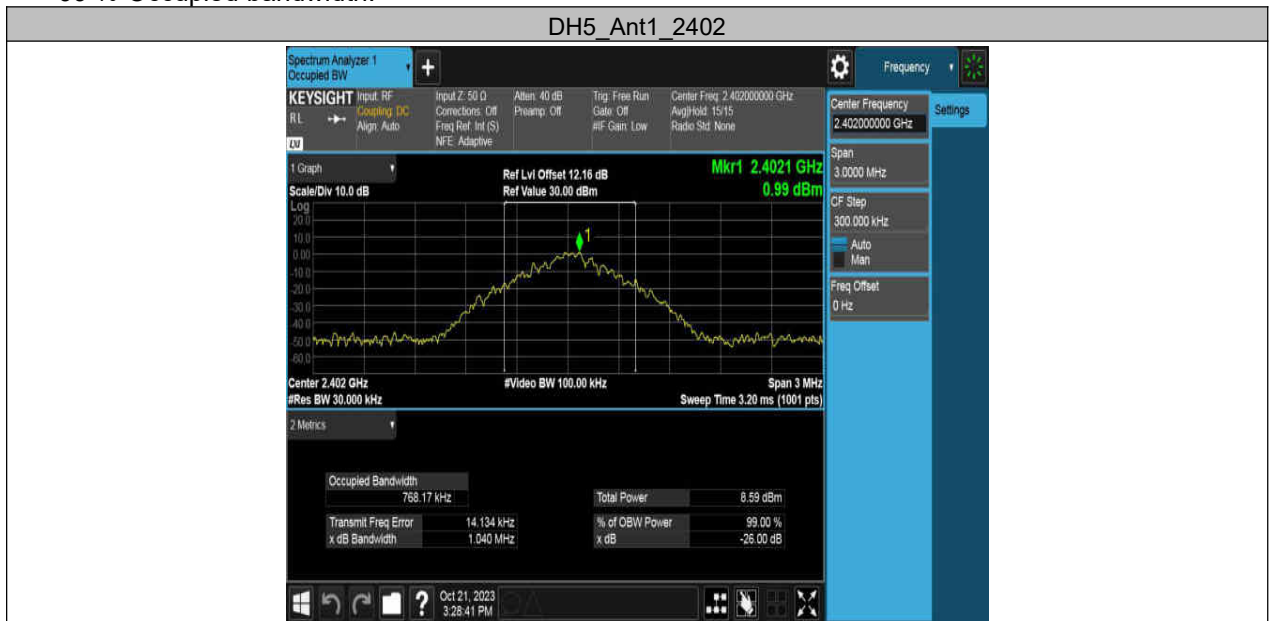 DH5_Ant1_2402
Spectrum Analyzer 1
Occupied BW
+
Frequency
KEYSIGHT
RL
LXI
Input: RF
Coupling: DC
Align: Auto
Input Z: 50 Ω
Corrections: Off
Freq Ref: Int (S)
NFE: Adaptive
Atten: 40 dB
Preamp: Off
Trig: Free Run
Gate: Off
#IF Gain: Low
Center Freq: 2.402000000 GHz
Avg|Hold: 15/15
Radio Std: None
Center Frequency
2.402000000 GHz
Settings
Span
3.0000 MHz
CF Step
300.000 kHz
Auto
Man
Freq Offset
0 Hz
1 Graph
Scale/Div 10.0 dB
Ref Lvl Offset 12.16 dB
Ref Value 30.00 dBm
Mkr1 2.4021 GHz
0.99 dBm
Log
20.0
10.0
0.00
-10.0
-20.0
-30.0
-40.0
-50.0
-60.0
1
Center 2.402 GHz
#Res BW 30.000 kHz
#Video BW 100.00 kHz
Span 3 MHz
Sweep Time 3.20 ms (1001 pts)
2 Metrics
Occupied Bandwidth
768.17 kHz
Total Power 8.59 dBm
Transmit Freq Error 14.134 kHz
% of OBW Power 99.00 %
x dB Bandwidth 1.040 MHz
x dB -26.00 dB
?
Oct 21, 2023
3:28:41 PM